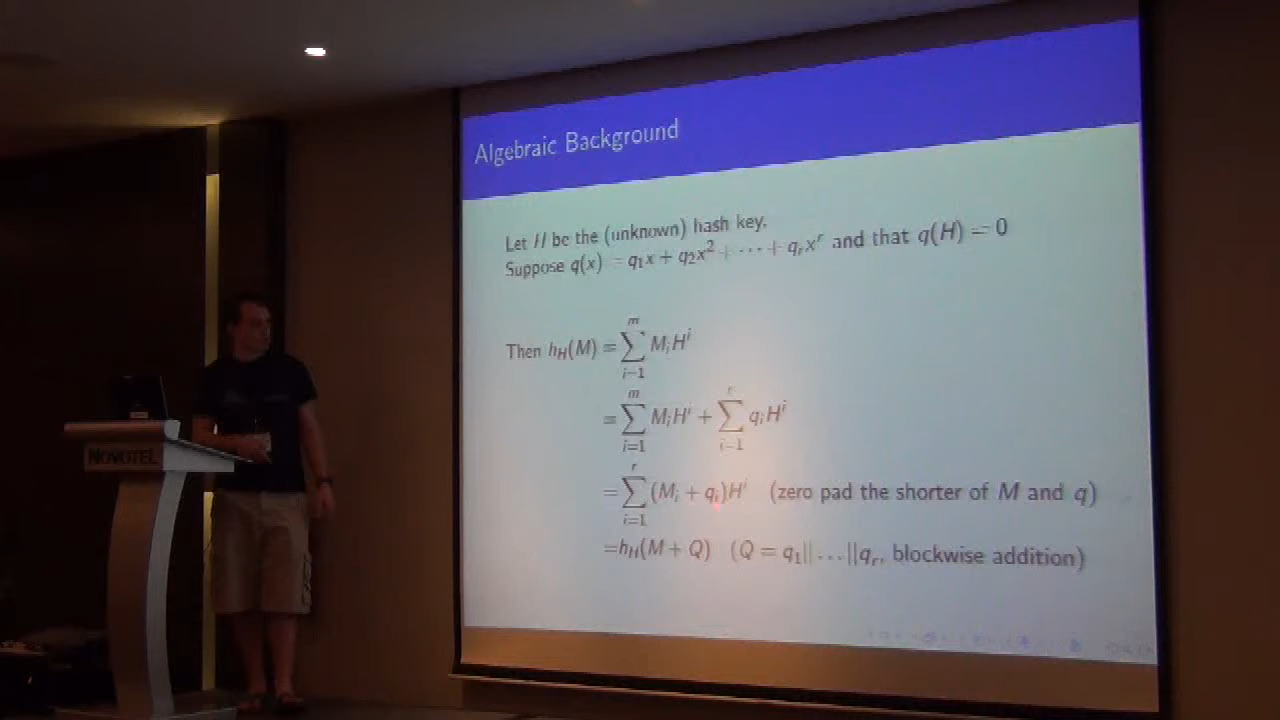 Algebraic Background
Let H be the (unknown) hash key.
Suppose q(x) = q₁x + q₂x² + ··· + qᵣxʳ and that q(H) = 0
Then h_H(M) = ∑_{i=1}^{m} MᵢHⁱ
= ∑_{i=1}^{m} MᵢHⁱ + ∑_{i=1}^{r} qᵢHⁱ
= ∑_{i=1}^{r} (Mᵢ + qᵢ)Hⁱ (zero pad the shorter of M and q)
=h_H(M + Q) (Q = q₁||...||qᵣ, blockwise addition)
NOVOTEL